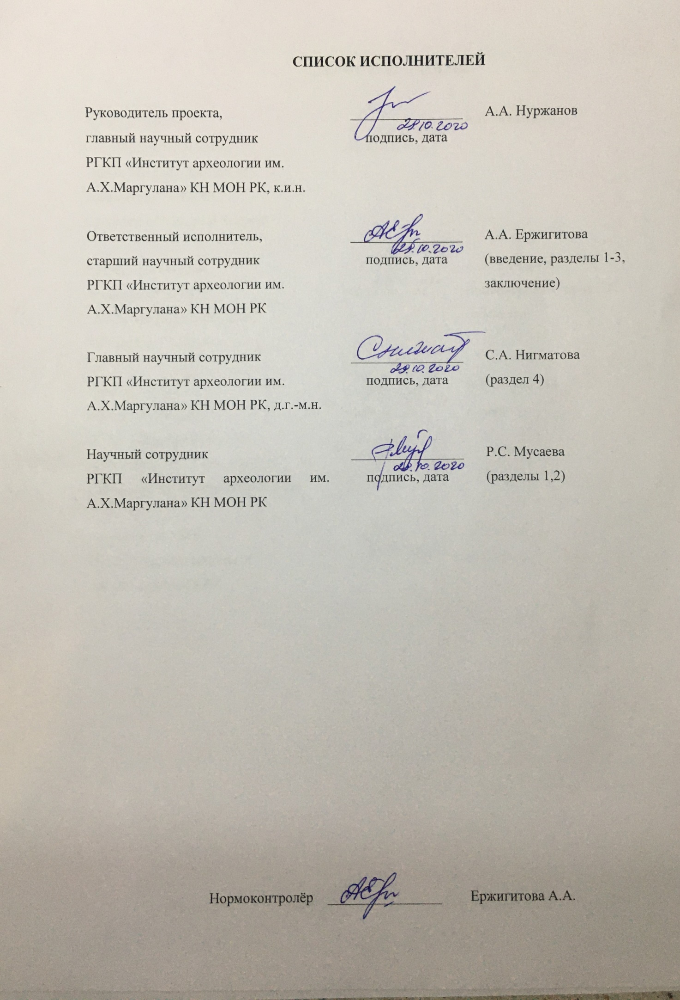 СПИСОК ИСПОЛНИТЕЛЕЙ
Руководитель проекта,
главный научный сотрудник
РГКП «Институт археологии им.
А.Х.Маргулана» КН МОН РК, к.и.н.
28.10.2020
подпись, дата
А.А. Нуржанов
Ответственный исполнитель,
старший научный сотрудник
РГКП «Институт археологии им.
А.Х.Маргулана» КН МОН РК
28.10.2020
подпись, дата
А.А. Ержигитова
(введение, разделы 1-3,
заключение)
Главный научный сотрудник
РГКП «Институт археологии им.
А.Х.Маргулана» КН МОН РК, д.г.-м.н.
28.10.2020
подпись, дата
С.А. Нигматова
(раздел 4)
Научный сотрудник
РГКП «Институт археологии им.
А.Х.Маргулана» КН МОН РК
28.10.2020
подпись, дата
Р.С. Мусаева
(разделы 1,2)
Нормоконтролёр Ержигитова А.А.